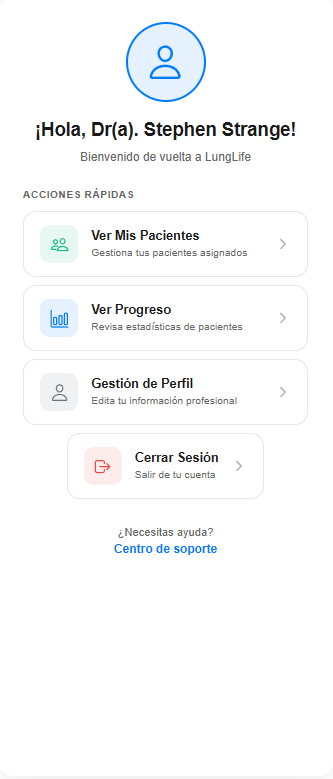 ¡Hola, Dr(a). Stephen Strange!
Bienvenido de vuelta a LungLife
ACCIONES RÁPIDAS
Ver Mis Pacientes
Gestiona tus pacientes asignados
Ver Progreso
Revisa estadísticas de pacientes
Gestión de Perfil
Edita tu información profesional
Cerrar Sesión
Salir de tu cuenta
¿Necesitas ayuda?
Centro de soporte